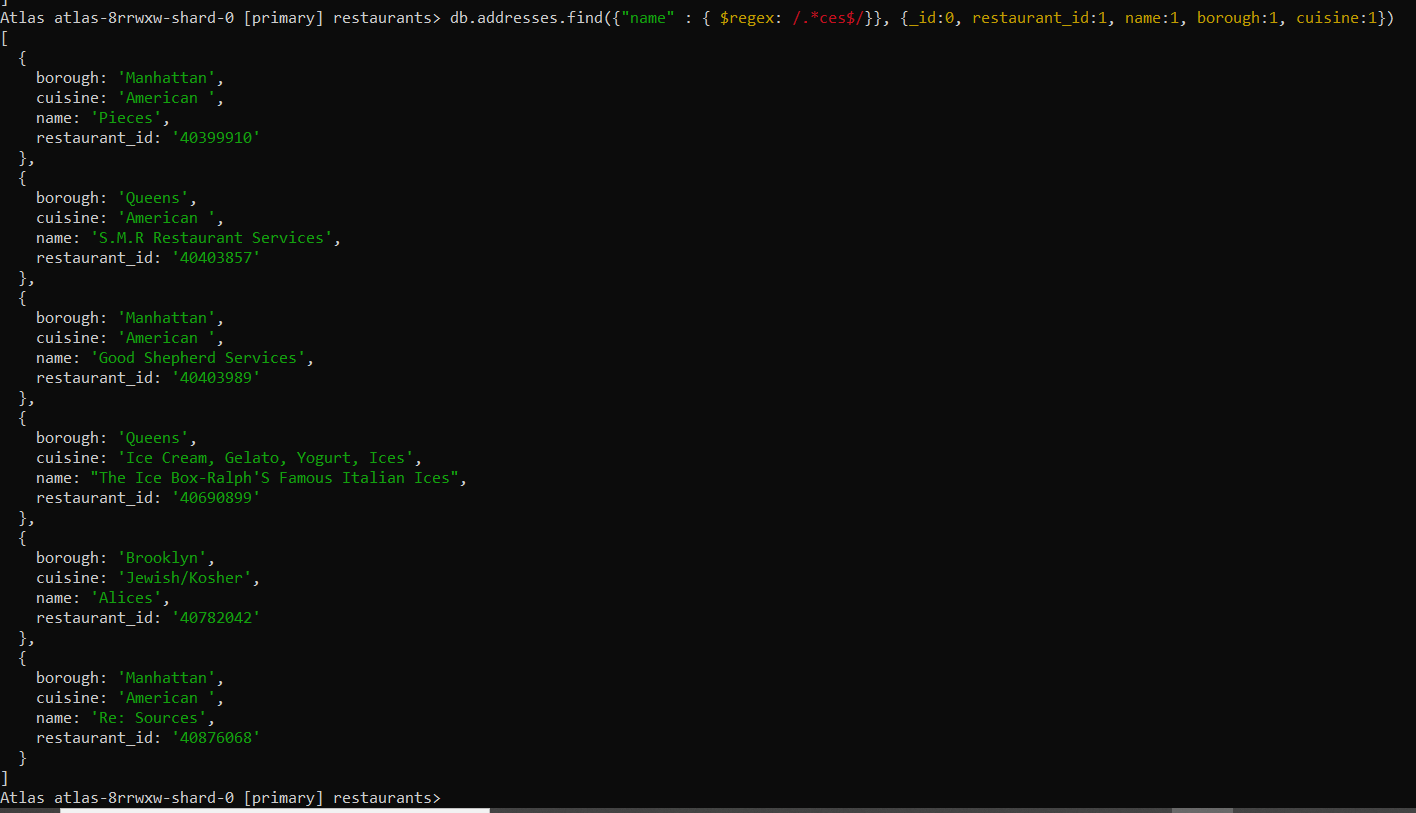 ]
Atlas atlas-8rrwxw-shard-0 [primary] restaurants> db.addresses.find({"name" : { $regex: /.*ces$/}}, {_id:0, restaurant_id:1, name:1, borough:1, cuisine:1})
[
  {
    borough: 'Manhattan',
    cuisine: 'American ',
    name: 'Pieces',
    restaurant_id: '40399910'
  },
  {
    borough: 'Queens',
    cuisine: 'American ',
    name: 'S.M.R Restaurant Services',
    restaurant_id: '40403857'
  },
  {
    borough: 'Manhattan',
    cuisine: 'American ',
    name: 'Good Shepherd Services',
    restaurant_id: '40403989'
  },
  {
    borough: 'Queens',
    cuisine: 'Ice Cream, Gelato, Yogurt, Ices',
    name: "The Ice Box-Ralph'S Famous Italian Ices",
    restaurant_id: '40690899'
  },
  {
    borough: 'Brooklyn',
    cuisine: 'Jewish/Kosher',
    name: 'Alices',
    restaurant_id: '40782042'
  },
  {
    borough: 'Manhattan',
    cuisine: 'American ',
    name: 'Re: Sources',
    restaurant_id: '40876068'
  }
]
Atlas atlas-8rrwxw-shard-0 [primary] restaurants>